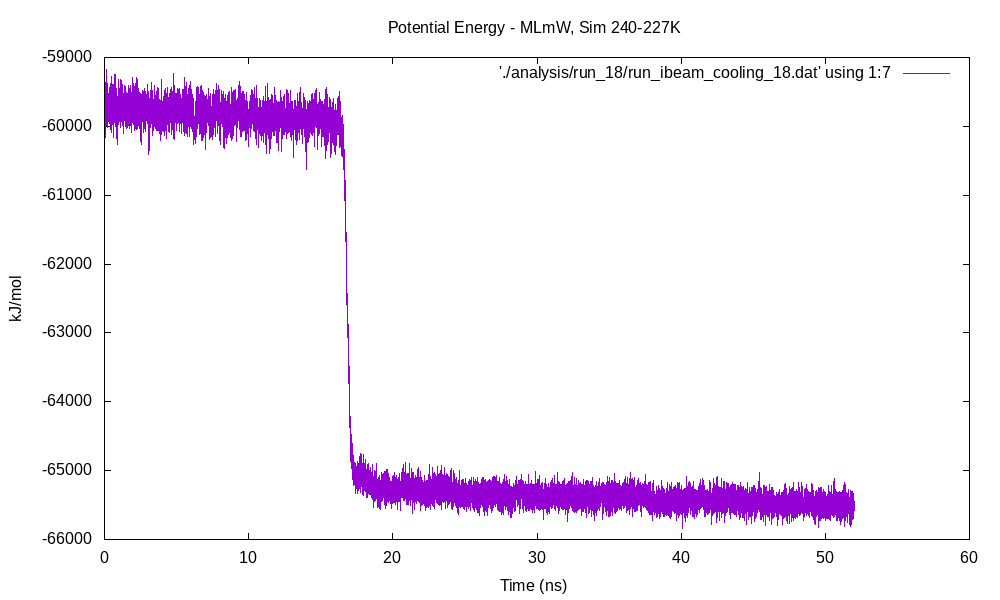 Potential Energy - MLmW, Sim 240-227K
'./analysis/run_18/run_ibeam_cooling_18.dat' using 1:7
-59000
-60000
-61000
-62000
-63000
-64000
-65000
-66000
kJ/mol
0 10 20 30 40 50 60
Time (ns)